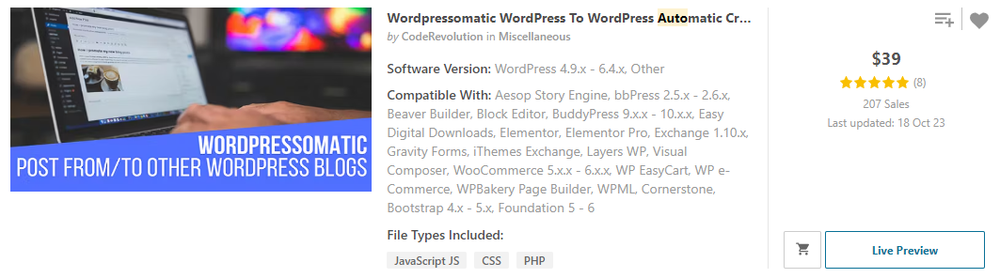 WORDPRESSOMATIC
POST FROM/TO OTHER WORDPRESS BLOGS
Wordpressomatic WordPress To WordPress Automatic Cr...
by CodeRevolution in Miscellaneous
Software Version: WordPress 4.9.x - 6.4.x, Other
Compatible With: Aesop Story Engine, bbPress 2.5.x - 2.6.x,
Beaver Builder, Block Editor, BuddyPress 9.x.x - 10.x.x, Easy
Digital Downloads, Elementor, Elementor Pro, Exchange 1.10.x,
Gravity Forms, iThemes Exchange, Layers WP, Visual
Composer, WooCommerce 5.x.x - 6.x.x, WP EasyCart, WP e-
Commerce, WPBakery Page Builder, WPML, Cornerstone,
Bootstrap 4.x - 5.x, Foundation 5 - 6
File Types Included:
JavaScript JS CSS PHP
$39
(8)
207 Sales
Last updated: 18 Oct 23
Live Preview